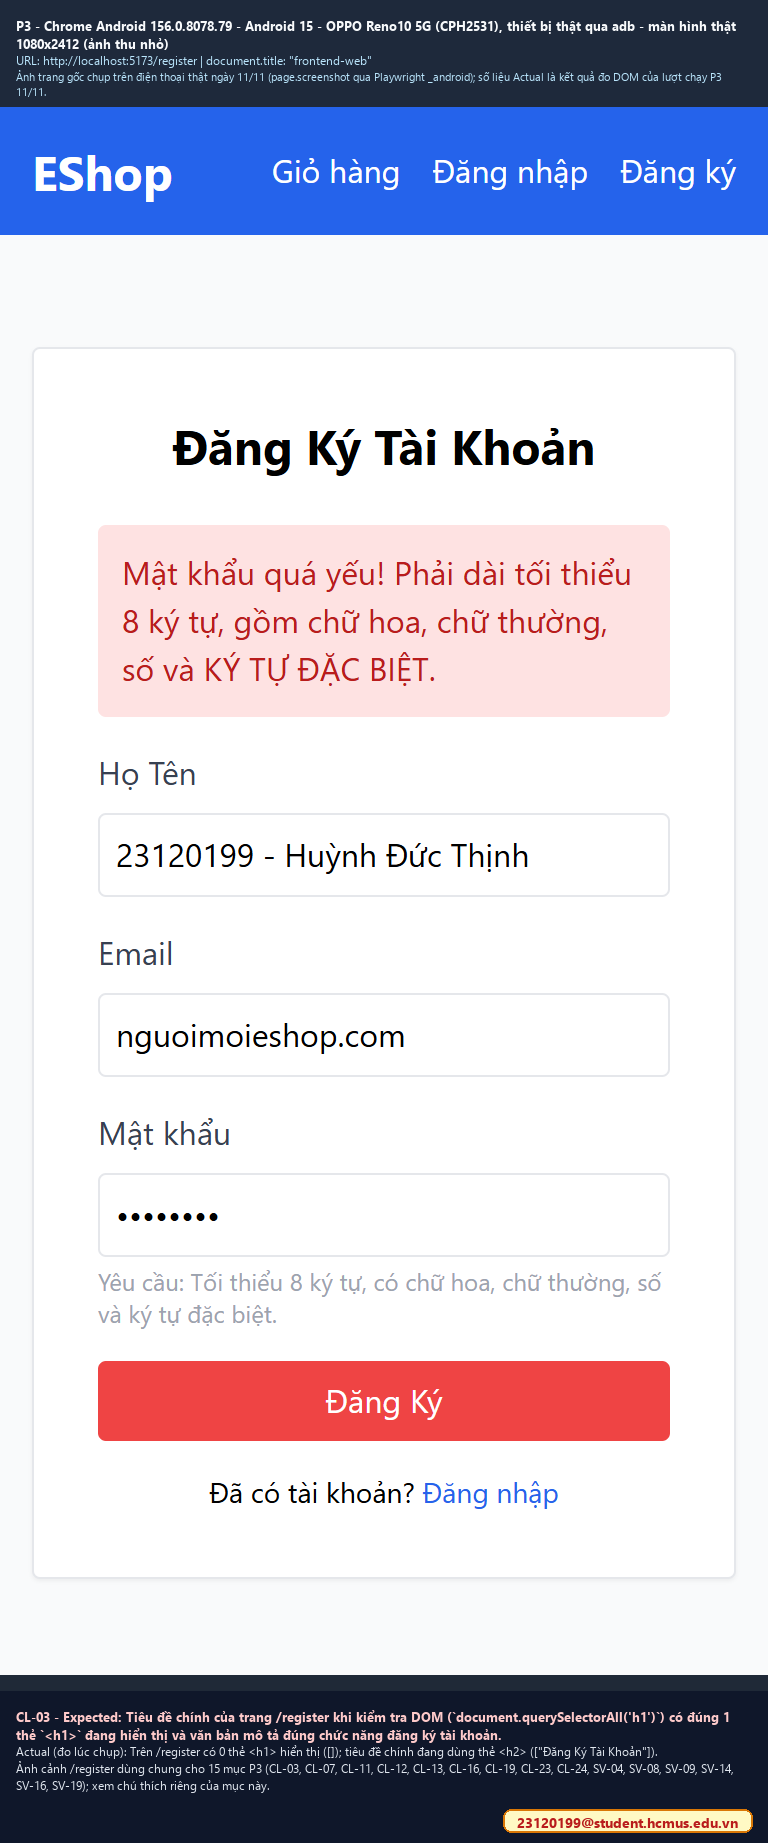 P3 - Chrome Android 156.0.8078.79 - Android 15 - OPPO Reno10 5G (CPH2531), thiết bị thật qua adb - màn hình thật
1080x2412 (ảnh thu nhỏ)
URL: http://localhost:5173/register | document.title: "frontend-web"
Ảnh trang gốc chụp trên điện thoại thật ngày 11/11 (page.screenshot qua Playwright _android); số liệu Actual là kết quả đo DOM của lượt chạy P3
11/11.
EShop
Giỏ hàng
Đăng nhập
Đăng ký
Đăng Ký Tài Khoản
Mật khẩu quá yếu! Phải dài tối thiểu
8 ký tự, gồm chữ hoa, chữ thường,
số và KÝ TỰ ĐẶC BIỆT.
Họ Tên
23120199 - Huỳnh Đức Thịnh
Email
nguoimoieshop.com
Mật khẩu
••••••••
Yêu cầu: Tối thiểu 8 ký tự, có chữ hoa, chữ thường, số
và ký tự đặc biệt.
Đăng Ký
Đã có tài khoản? Đăng nhập
CL-03 - Expected: Tiêu đề chính của trang /register khi kiểm tra DOM (`document.querySelectorAll('h1')`) có đúng 1
thẻ `<h1>` đang hiển thị và văn bản mô tả đúng chức năng đăng ký tài khoản.
Actual (đo lúc chụp): Trên /register có 0 thẻ <h1> hiển thị ([]); tiêu đề chính đang dùng thẻ <h2> (["Đăng Ký Tài Khoản"]).
Ảnh cảnh /register dùng chung cho 15 mục P3 (CL-03, CL-07, CL-11, CL-12, CL-13, CL-16, CL-19, CL-23, CL-24, SV-04, SV-08, SV-09, SV-14,
SV-16, SV-19); xem chú thích riêng của mục này.
23120199@student.hcmus.edu.vn